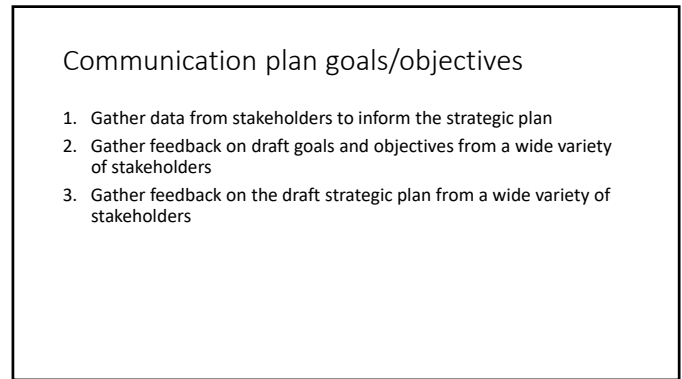 Communication plan goals/objectives
1. Gather data from stakeholders to inform the strategic plan
2. Gather feedback on draft goals and objectives from a wide variety
of stakeholders
3. Gather feedback on the draft strategic plan from a wide variety of
stakeholders